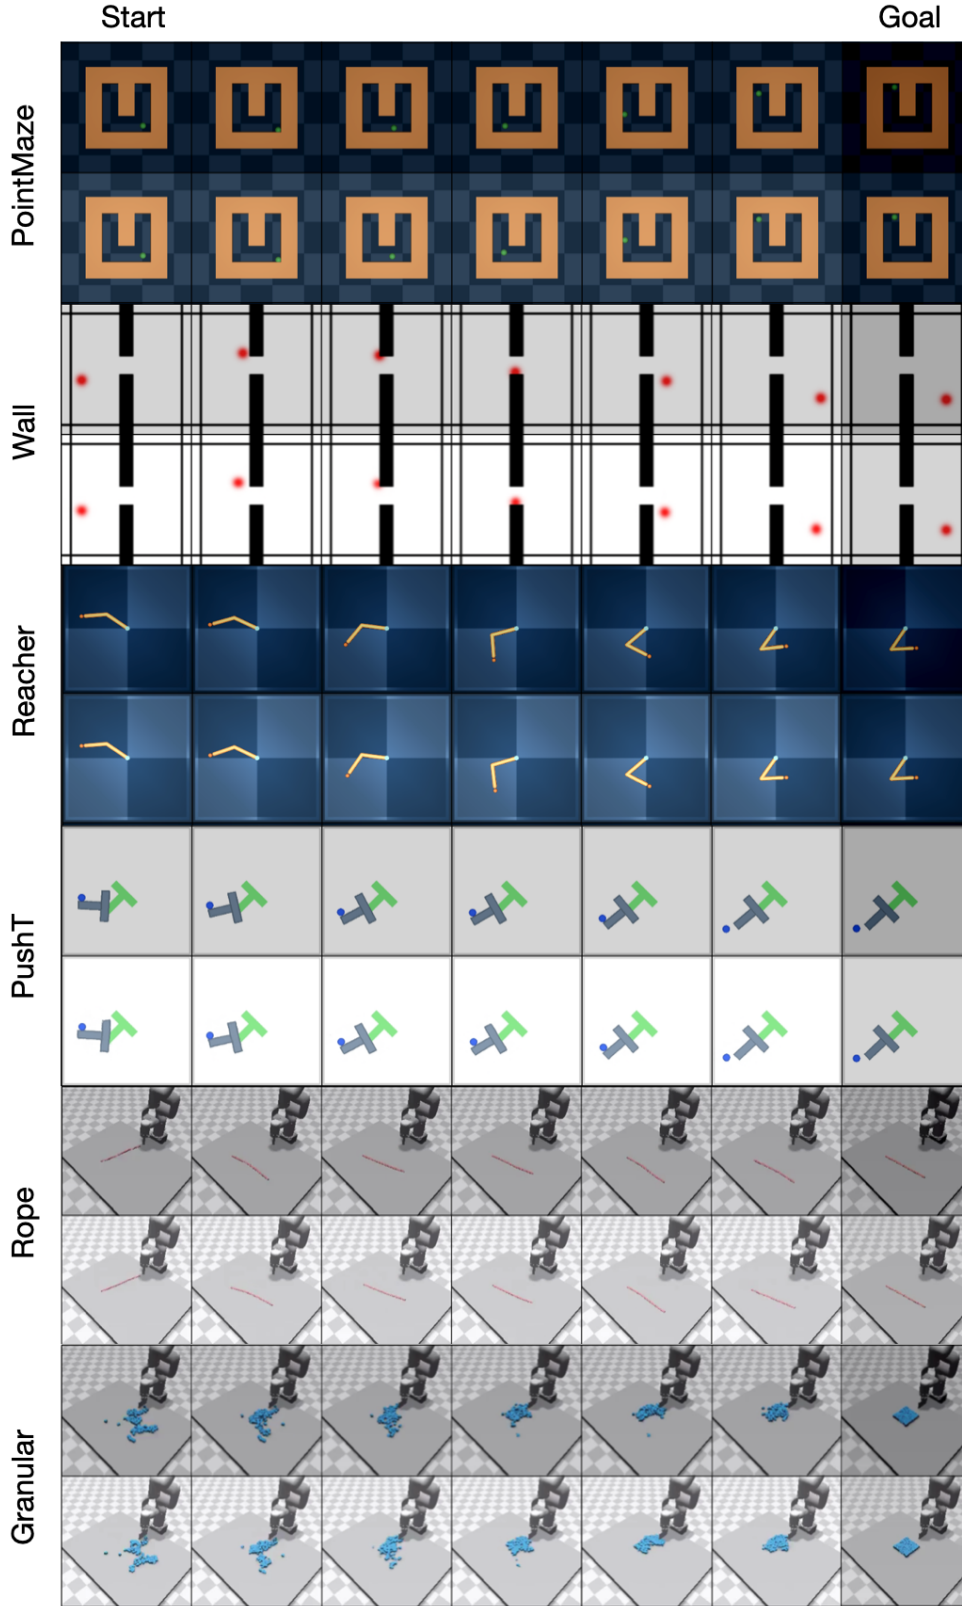 Start
Goal
PointMaze
Wall
Reacher
PushT
Rope
Granular